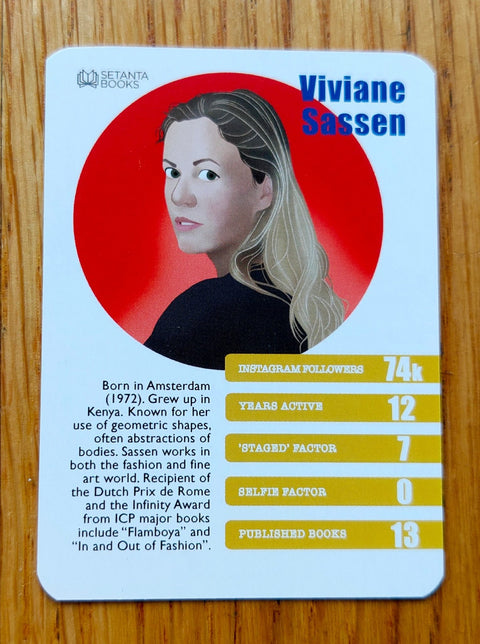 SETANTA
BOOKS
Viviane
Sassen
INSTAGRAM FOLLOWERS 74k
YEARS ACTIVE 12
'STAGED' FACTOR 7
SELFIE FACTOR 0
PUBLISHED BOOKS 13
Born in Amsterdam
(1972). Grew up in
Kenya. Known for her
use of geometric shapes,
often abstractions of
bodies. Sassen works in
both the fashion and fine
art world. Recipient of
the Dutch Prix de Rome
and the Infinity Award
from ICP major books
include “Flamboya” and
“In and Out of Fashion”.